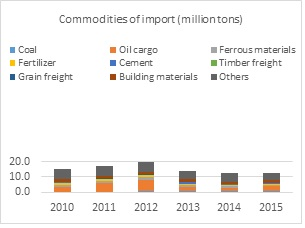 Commodities of import (million tons)
Coal Oil cargo Ferrous materials
Fertilizer Cement Timber freight
Grain freight Building materials Others
20.0
10.0
0.0
2010 2011 2012 2013 2014 2015